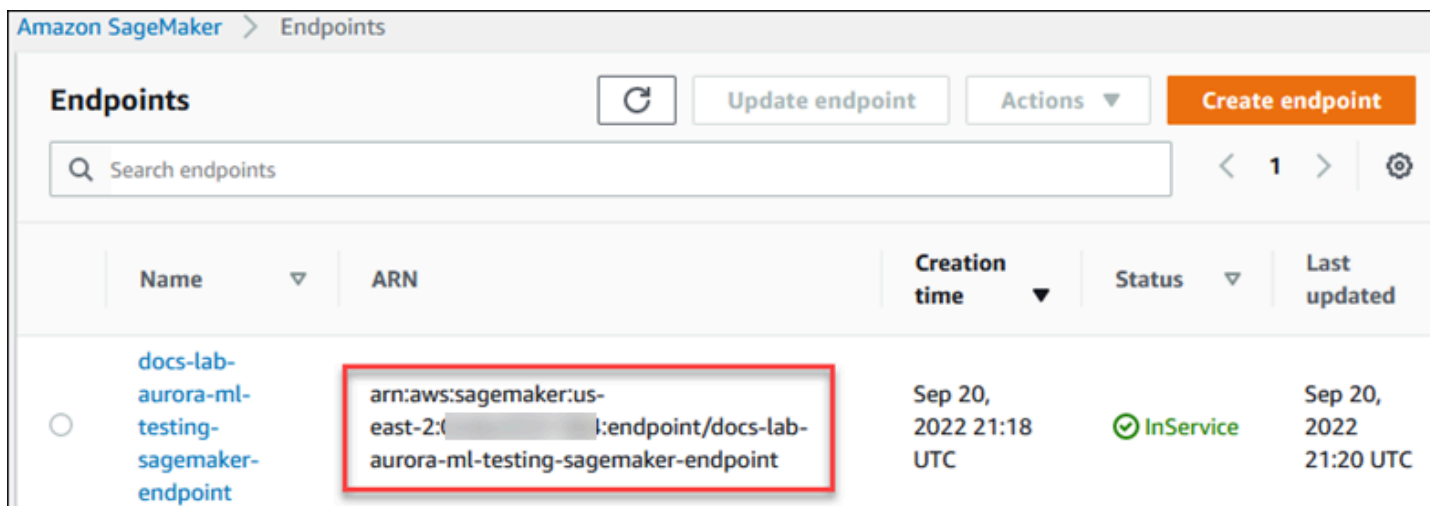 Amazon SageMaker > Endpoints
Endpoints
Update endpoint
Actions
Create endpoint
Search endpoints
< 1 >
Name
ARN
Creation
time
Status
Last
updated
docs-lab-
aurora-ml-
testing-
sagemaker-
endpoint
arn:aws:sagemaker:us-
east-2: :endpoint/docs-lab-
aurora-ml-testing-sagemaker-endpoint
Sep 20,
2022 21:18
UTC
InService
Sep 20,
2022
21:20 UTC